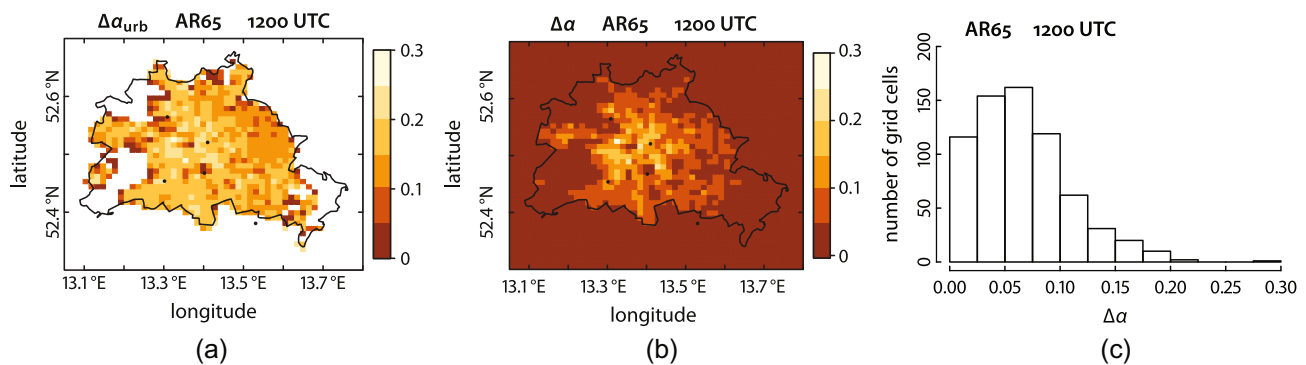 Δαurb AR65 1200 UTC
latitude
52.6 °N
52.4 °N
0.3
0.2
0.1
0
13.1 °E 13.3 °E 13.5 °E 13.7 °E
longitude
(a)
Δα AR65 1200 UTC
latitude
52.6 °N
52.4 °N
0.3
0.2
0.1
0
13.1 °E 13.3 °E 13.5 °E 13.7 °E
longitude
(b)
AR65 1200 UTC
number of grid cells
200
150
100
50
0
0.00 0.05 0.10 0.15 0.20 0.25 0.30
Δα
(c)